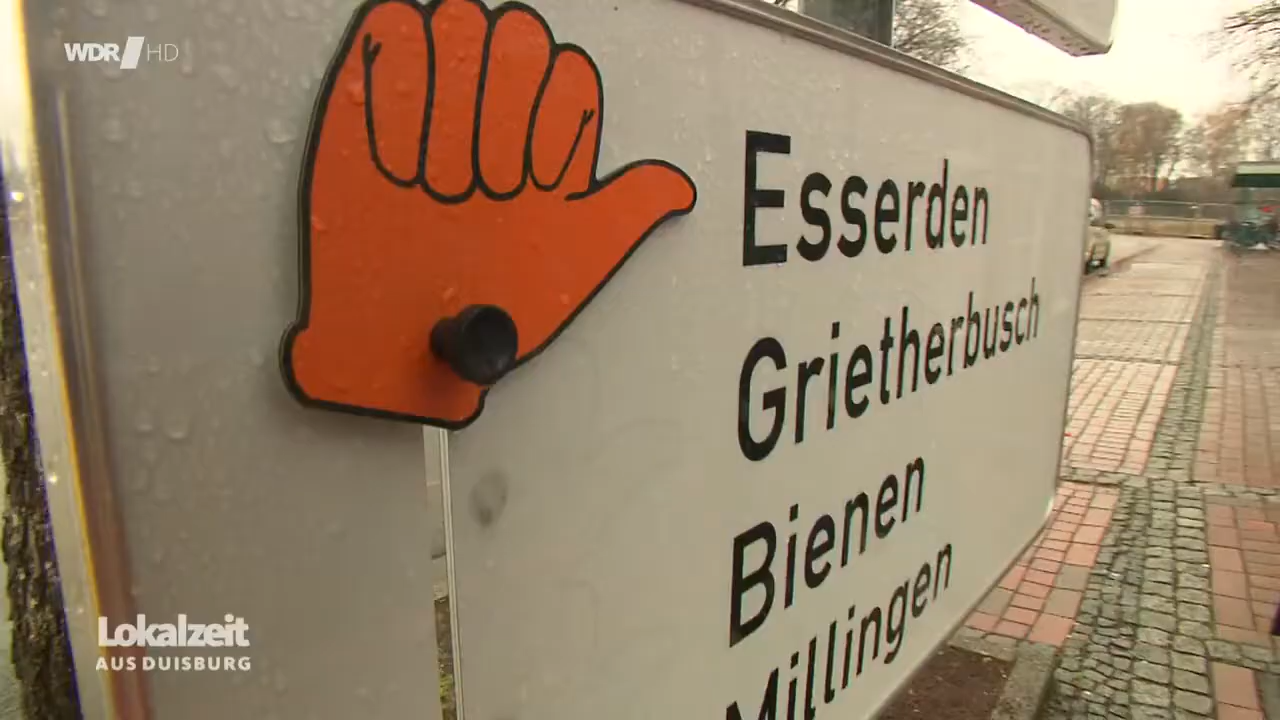 WDR HD
Esserden
Grietherbusch
Bienen
Millingen
Lokalzeit
AUS DUISBURG